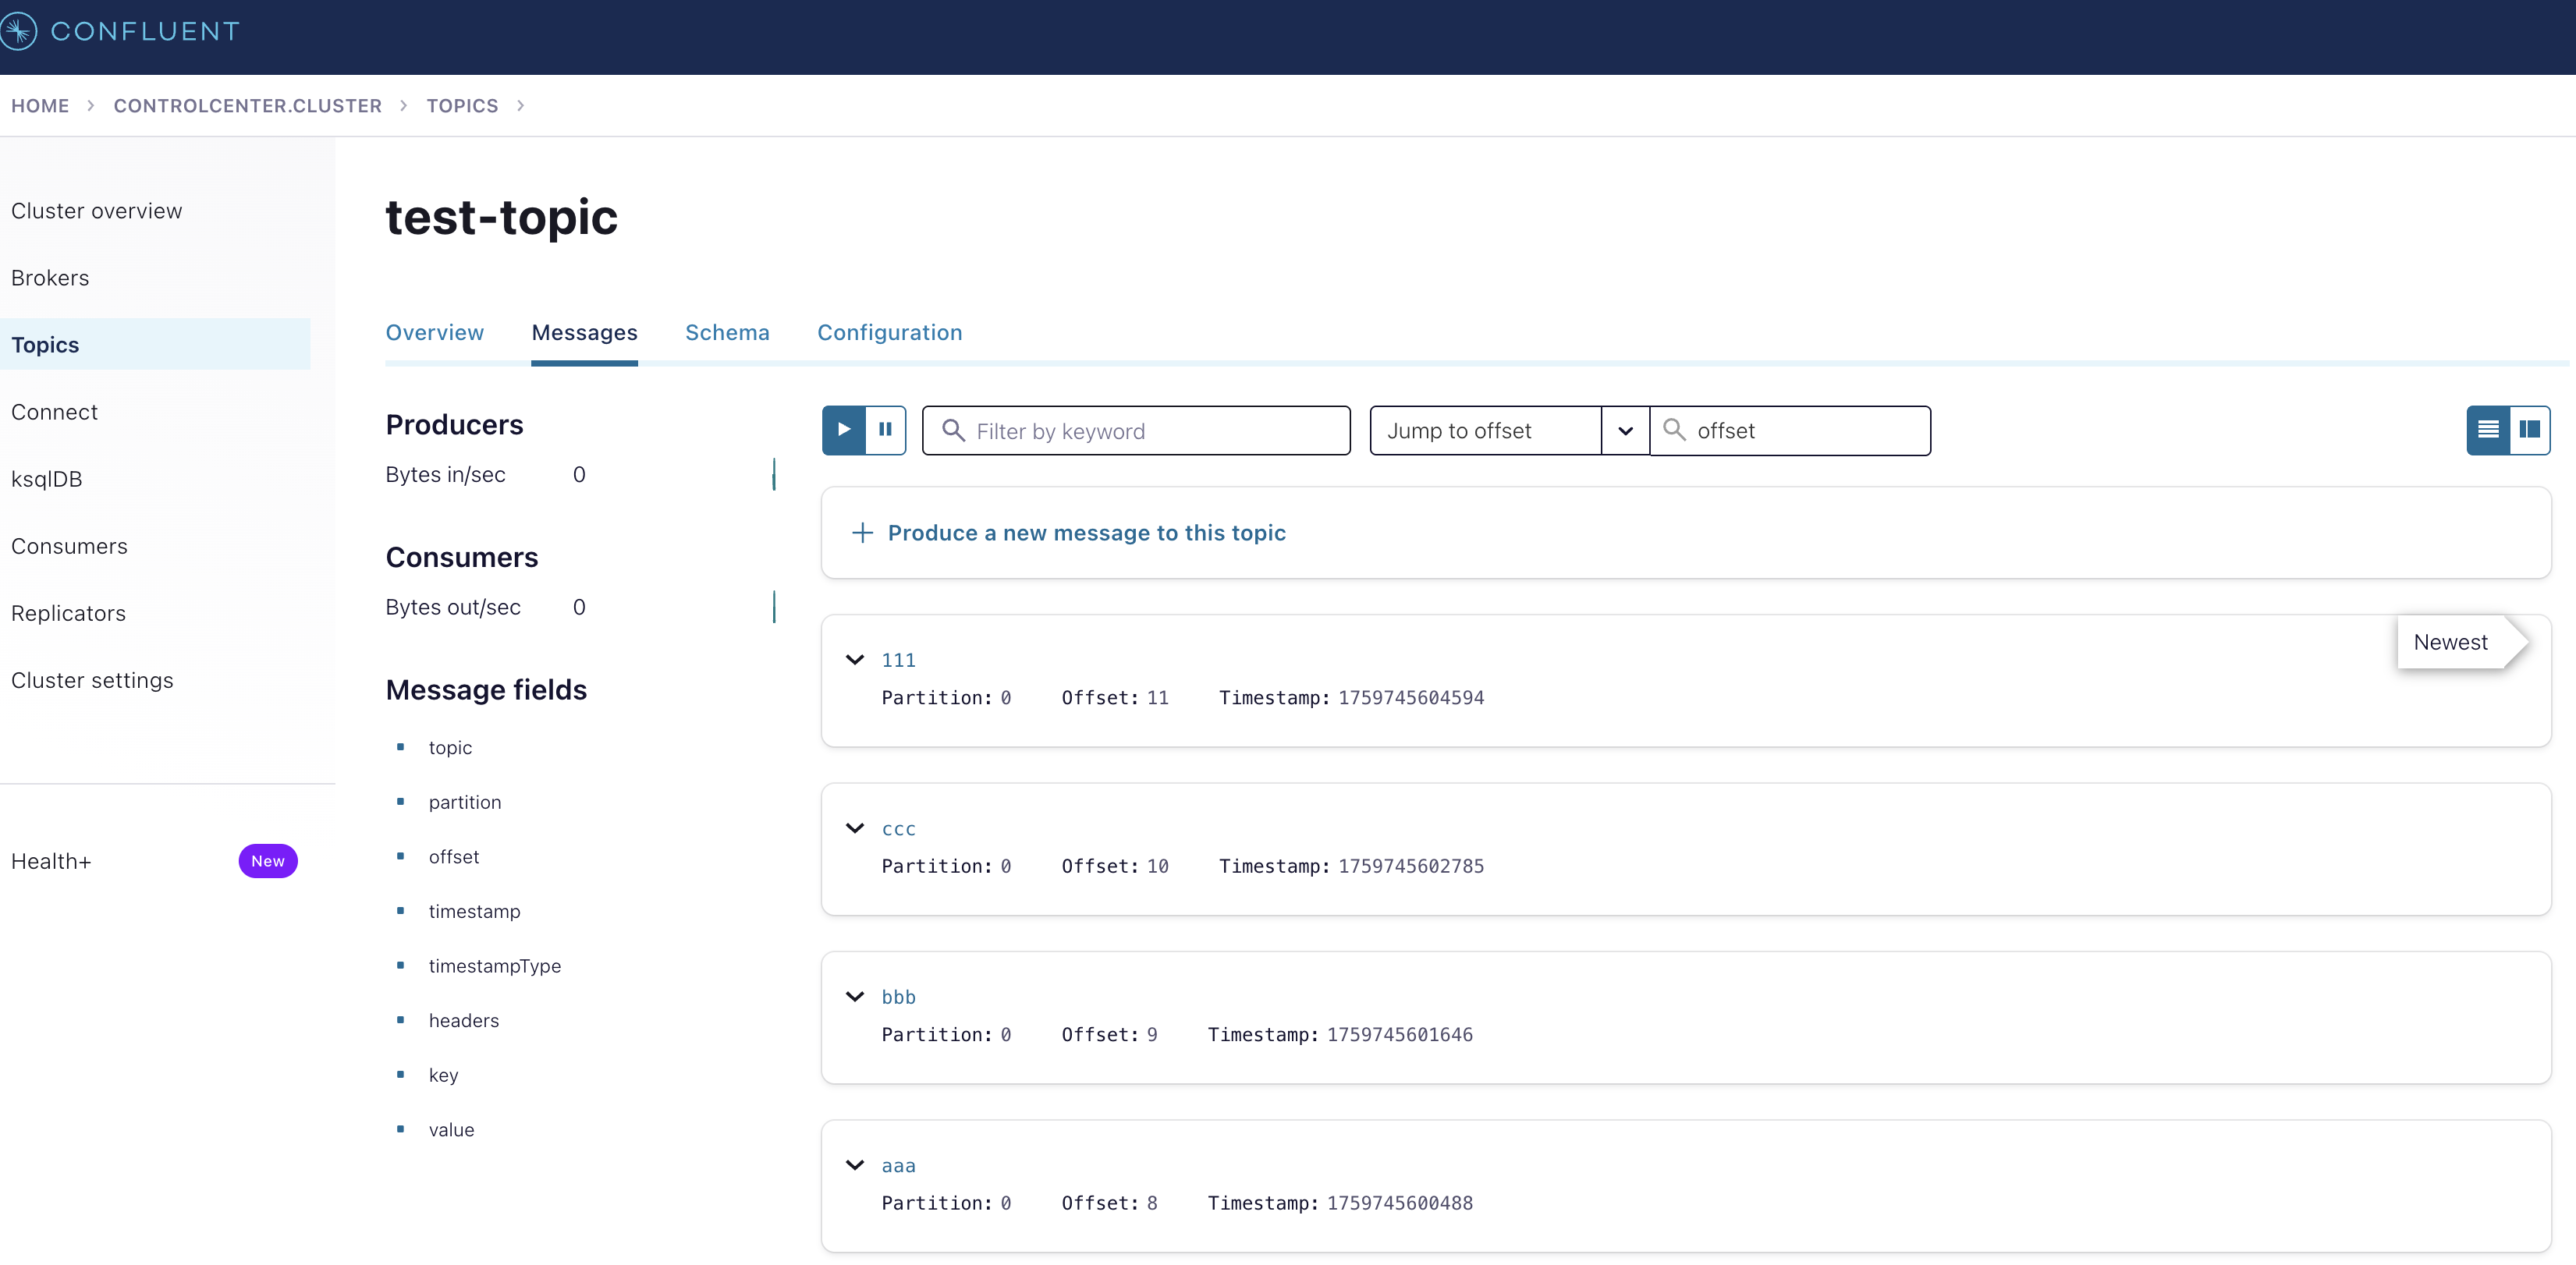 CONFLUENT
HOME > CONTROLCENTER.CLUSTER > TOPICS >
Cluster overview
Brokers
Topics
Connect
ksqlDB
Consumers
Replicators
Cluster settings
Health+ New
test-topic
Overview Messages Schema Configuration
Producers
Bytes in/sec 0
Consumers
Bytes out/sec 0
Message fields
topic
partition
offset
timestamp
timestampType
headers
key
value
Filter by keyword Jump to offset offset
+ Produce a new message to this topic
Newest
111
Partition: 0 Offset: 11 Timestamp: 1759745604594
ccc
Partition: 0 Offset: 10 Timestamp: 1759745602785
bbb
Partition: 0 Offset: 9 Timestamp: 1759745601646
aaa
Partition: 0 Offset: 8 Timestamp: 1759745600488